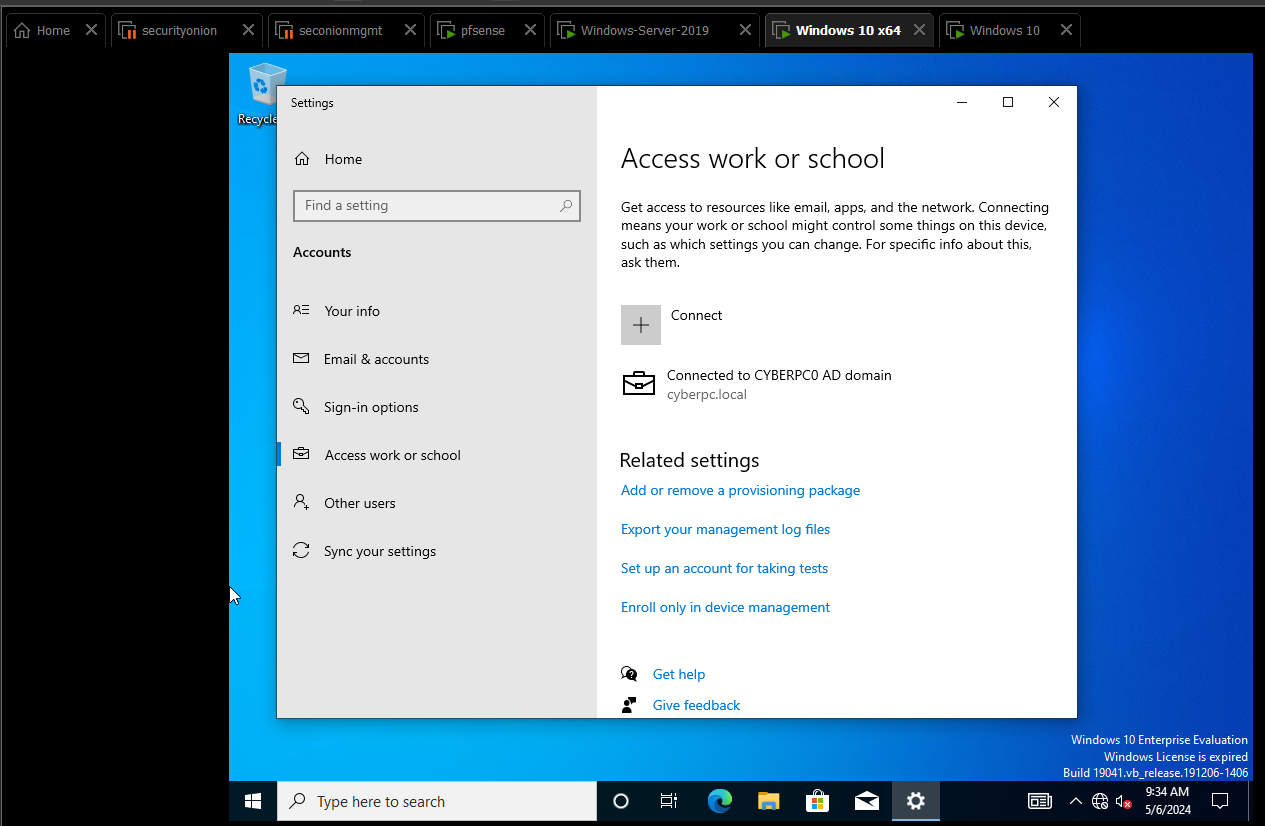 Home
securityonion
seconionmgmt
pfsense
Windows-Server-2019
Windows 10 x64
Windows 10
Recycle
Settings
Home
Find a setting
Accounts
Your info
Email & accounts
Sign-in options
Access work or school
Other users
Sync your settings
Access work or school
Get access to resources like email, apps, and the network. Connecting
means your work or school might control some things on this device,
such as which settings you can change. For specific info about this,
ask them.
Connect
Connected to CYBERPC0 AD domain
cyberpc.local
Related settings
Add or remove a provisioning package
Export your management log files
Set up an account for taking tests
Enroll only in device management
Get help
Give feedback
Windows 10 Enterprise Evaluation
Windows License is expired
Build 19041.vb_release.191206-1406
Type here to search
9:34 AM
5/6/2024